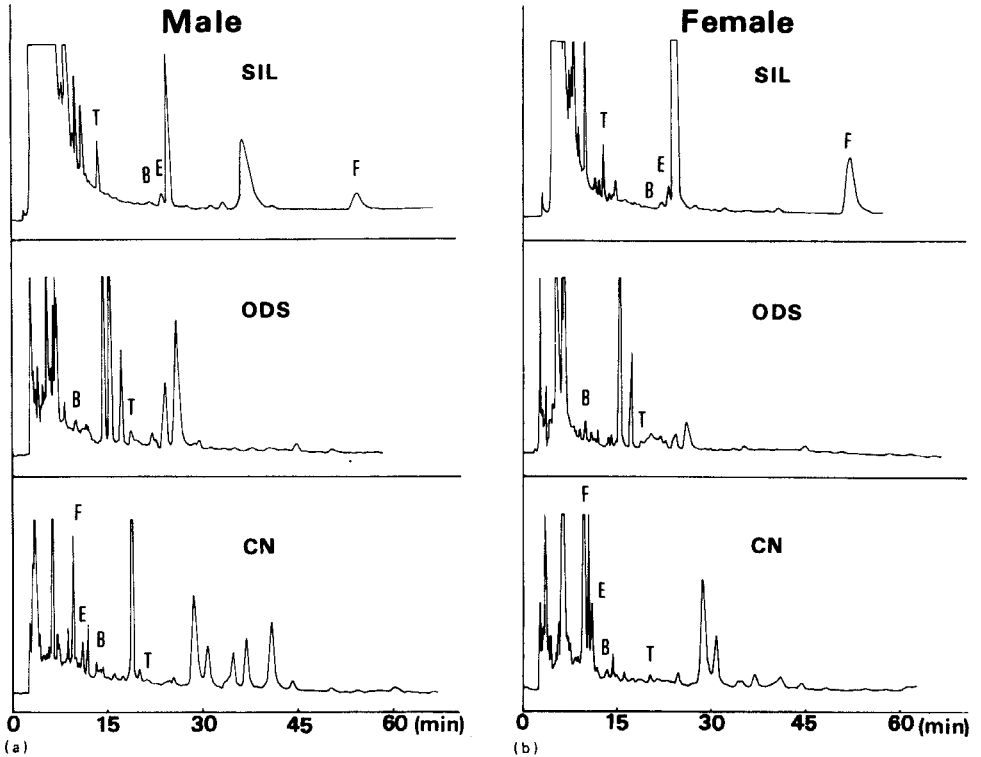 Male
SIL
T
B
E
F
ODS
B
T
CN
F
E
B
T
0 15 30 45 60 (min)
(a)
Female
SIL
T
B
E
F
ODS
B
T
CN
F
E
B
T
0 15 30 45 60 (min)
(b)